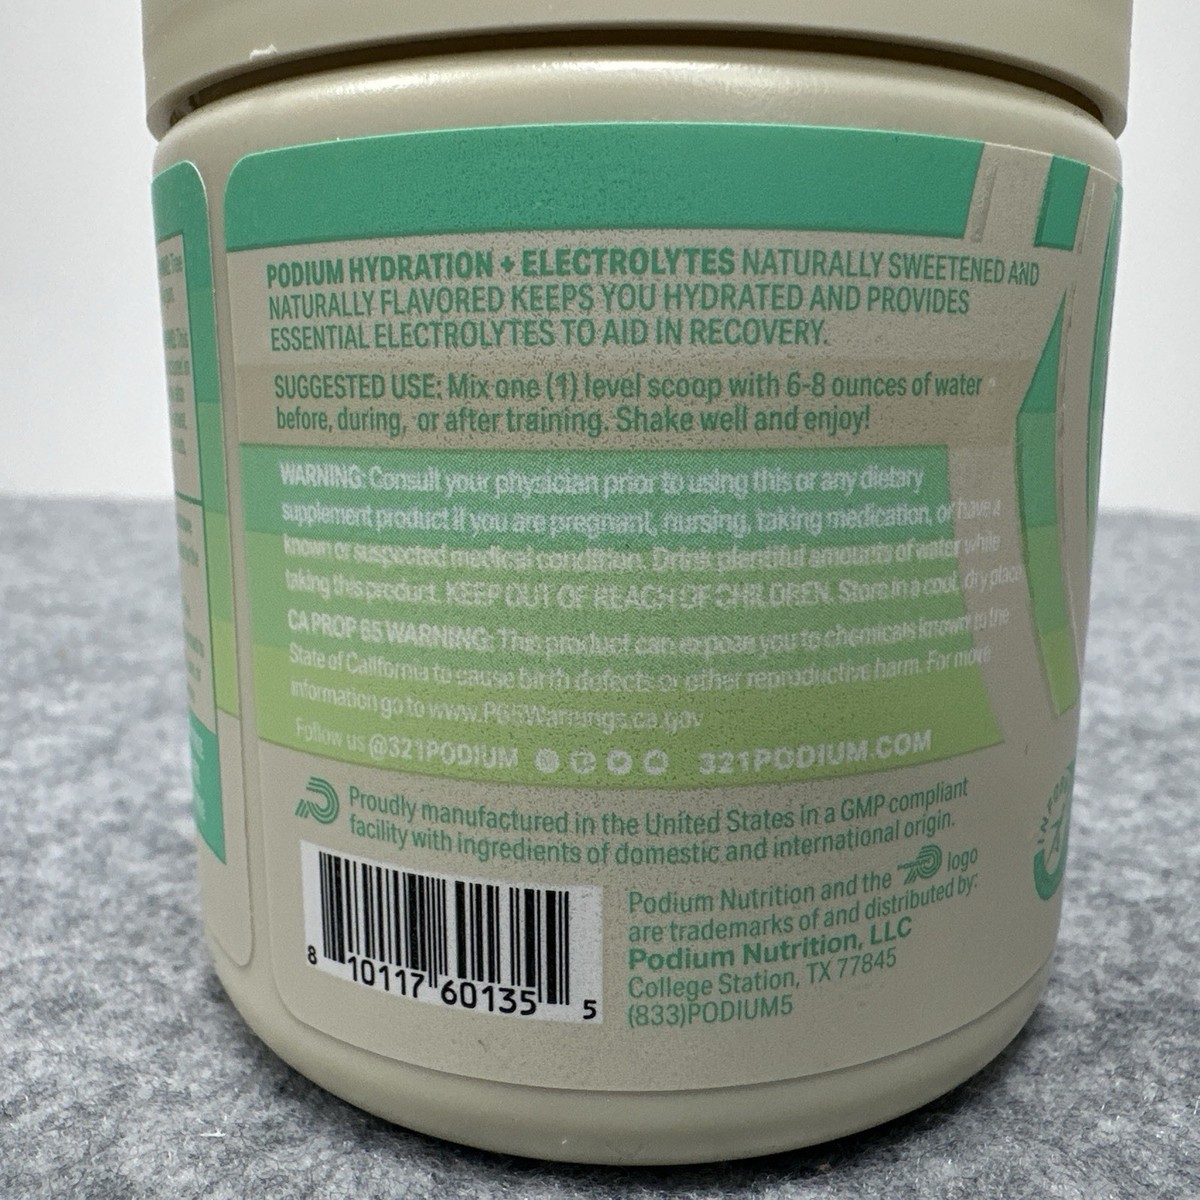 PODIUM HYDRATION + ELECTROLYTES NATURALLY SWEETENED AND
NATURALLY FLAVORED KEEPS YOU HYDRATED AND PROVIDES
ESSENTIAL ELECTROLYTES TO AID IN RECOVERY.
SUGGESTED USE: Mix one (1) level scoop with 6-8 ounces of water
before, during, or after training. Shake well and enjoy!
WARNING: Consult your physician prior to using this or any dietary
supplement product if you are pregnant, nursing, taking medication, or have a
known or suspected medical condition. Drink plentiful amounts of water while
taking this product. KEEP OUT OF REACH OF CHILDREN. Store in a cool, dry place
CA PROP 65 WARNING: This product can expose you to chemicals known to the
State of California to cause birth defects or other reproductive harm. For more
information go to www.P65Warnings.ca.gov
Follow us @321PODIUM 321PODIUM.COM
Proudly manufactured in the United States in a GMP compliant
facility with ingredients of domestic and international origin.
Podium Nutrition and the logo
are trademarks of and distributed by:
Podium Nutrition, LLC
College Station, TX 77845
(833)PODIUM5
8 10117 60135 5